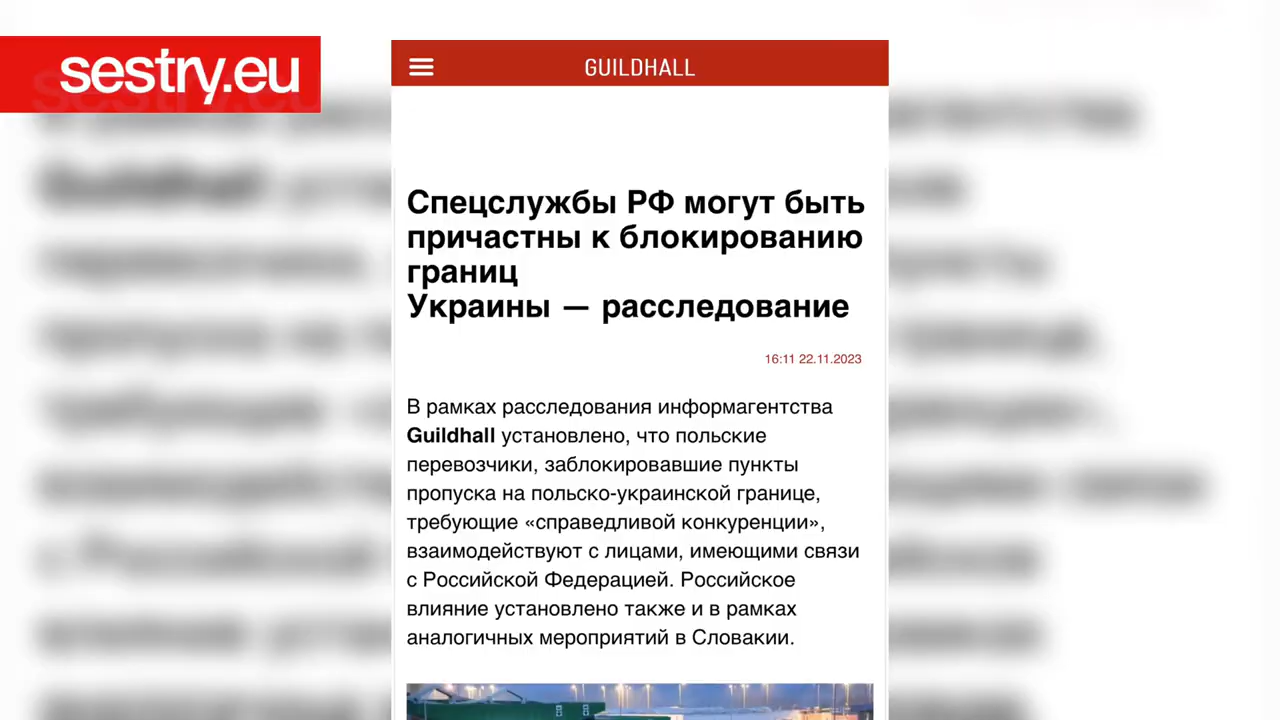 sestry.eu
GUILDHALL
Спецслужбы РФ могут быть
причастны к блокированию
границ
Украины — расследование
16:11 22.11.2023
В рамках расследования информагентства
Guildhall установлено, что польские
перевозчики, заблокировавшие пункты
пропуска на польско-украинской границе,
требующие «справедливой конкуренции»,
взаимодействуют с лицами, имеющими связи
с Российской Федерацией. Российское
влияние установлено также и в рамках
аналогичных мероприятий в Словакии.